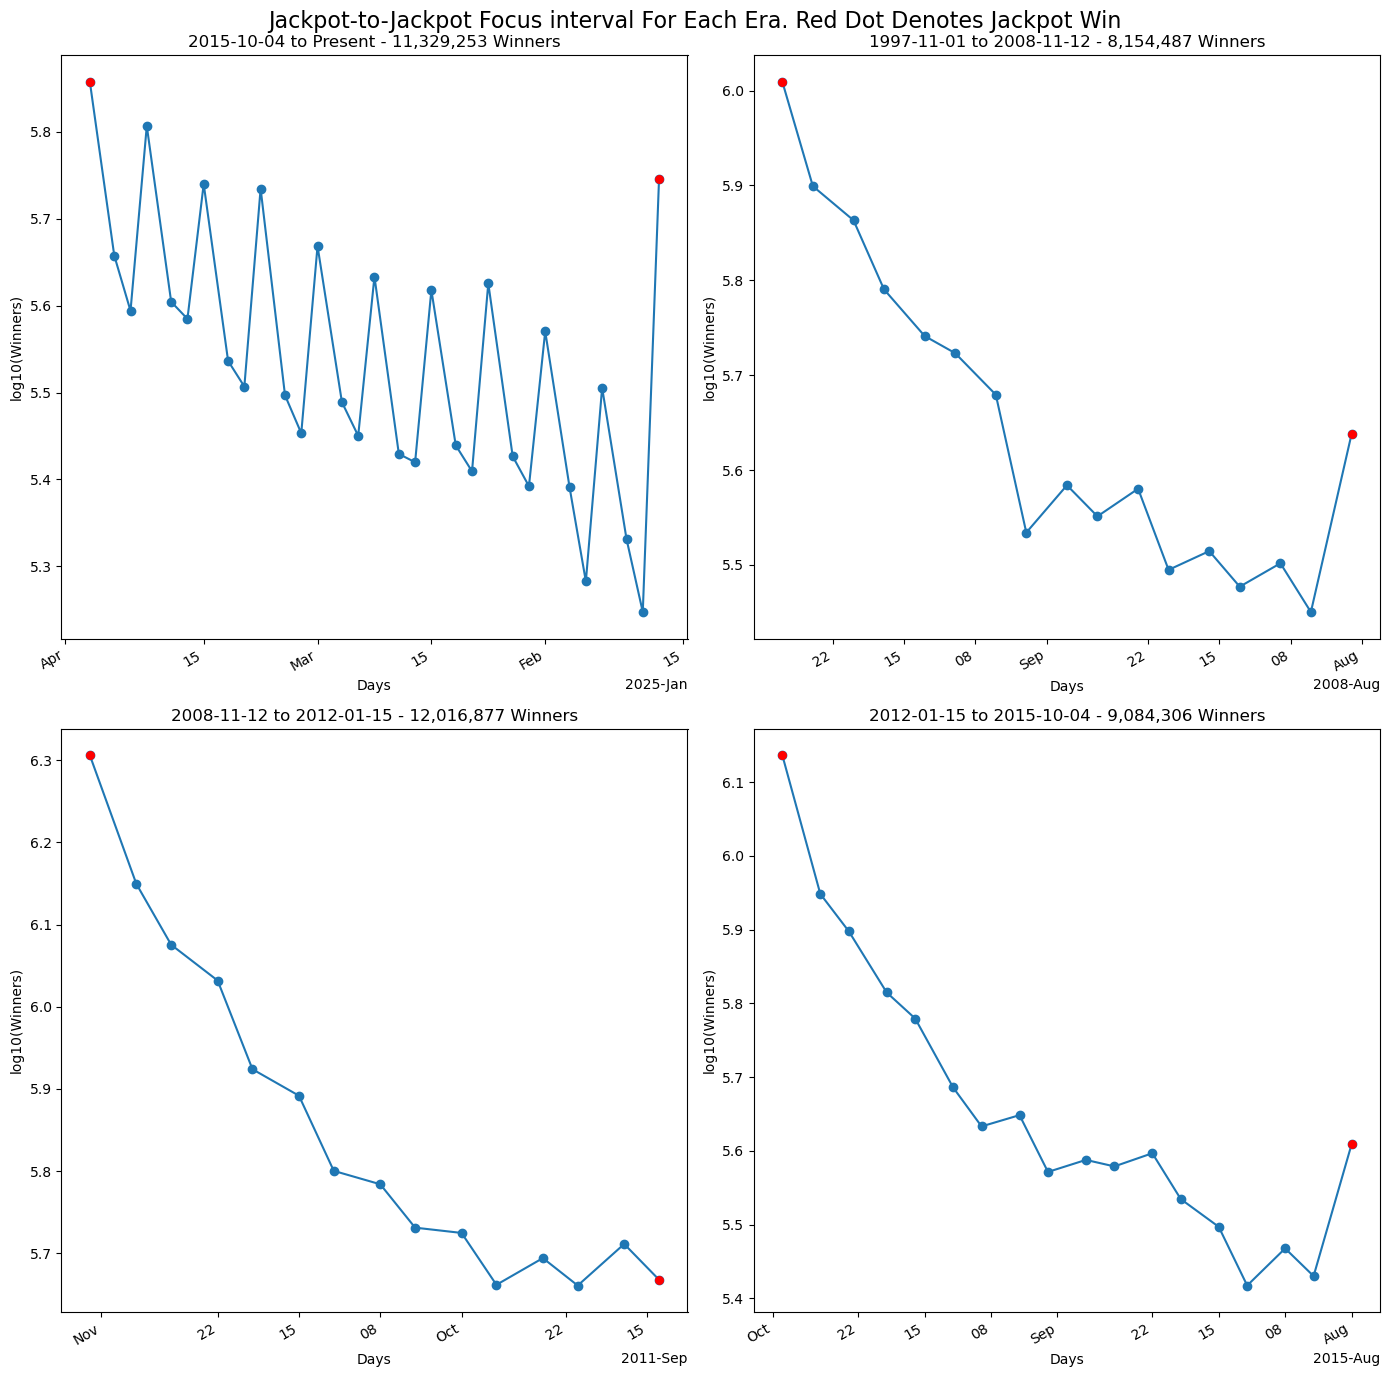 Jackpot-to-Jackpot Focus interval For Each Era. Red Dot Denotes Jackpot Win
2015-10-04 to Present - 11,329,253 Winners
log10(Winners)
5.8
5.7
5.6
5.5
5.4
5.3
Apr
15
Mar
15
Feb
15
Days
2025-Jan
1997-11-01 to 2008-11-12 - 8,154,487 Winners
log10(Winners)
6.0
5.9
5.8
5.7
5.6
5.5
22
15
08
Sep
22
15
08
Aug
Days
2008-Aug
2008-11-12 to 2012-01-15 - 12,016,877 Winners
log10(Winners)
6.3
6.2
6.1
6.0
5.9
5.8
5.7
Nov
22
15
08
Oct
22
15
Days
2011-Sep
2012-01-15 to 2015-10-04 - 9,084,306 Winners
log10(Winners)
6.1
6.0
5.9
5.8
5.7
5.6
5.5
5.4
Oct
22
15
08
Sep
22
15
08
Aug
Days
2015-Aug